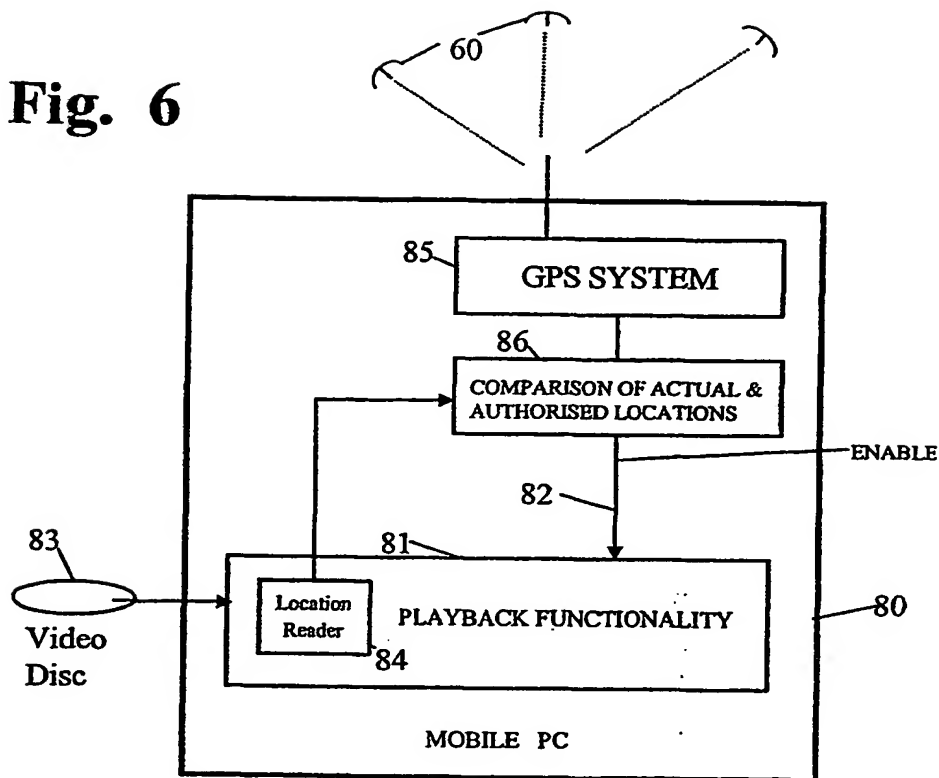 60
Fig. 6
85
GPS SYSTEM
86
COMPARISON OF ACTUAL &
AUTHORISED LOCATIONS
ENABLE
82
83
81
Location
Reader
PLAYBACK FUNCTIONALITY
80
84
Video
Disc
MOBILE PC